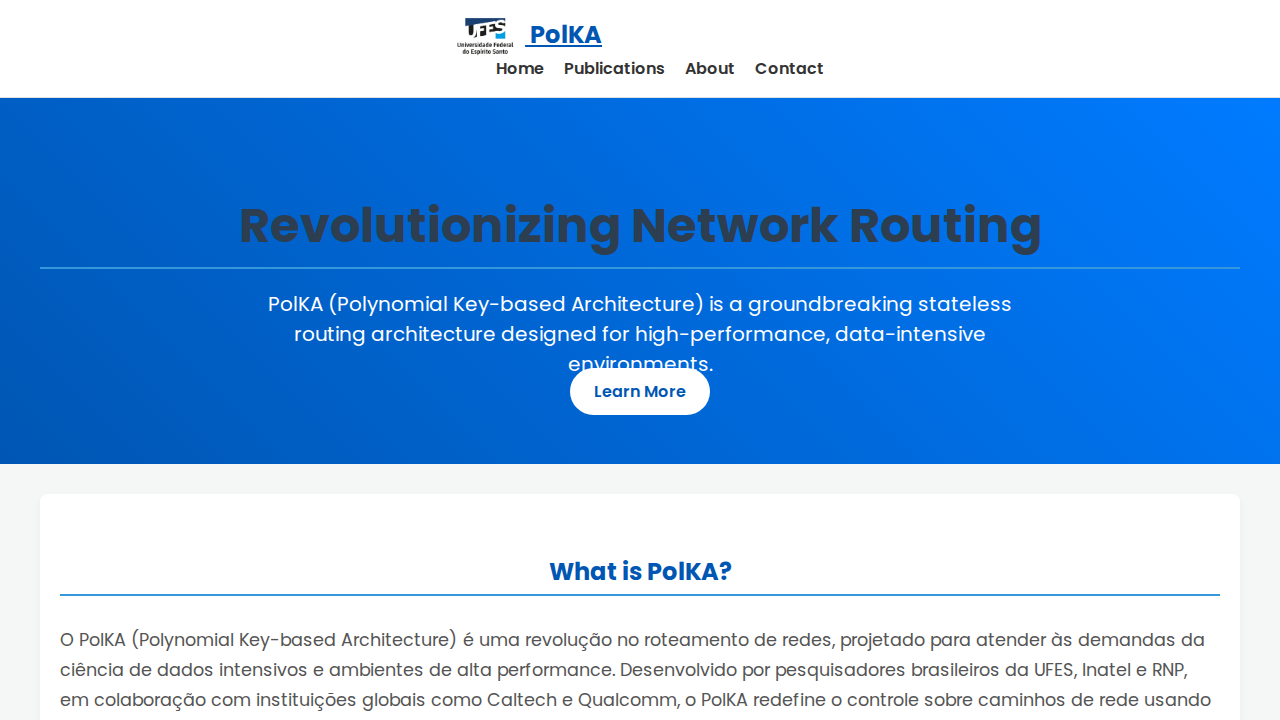 UFES
Universidade Federal
do Espírito Santo
PolKA
Home Publications About Contact
Revolutionizing Network Routing
PolKA (Polynomial Key-based Architecture) is a groundbreaking stateless
routing architecture designed for high-performance, data-intensive
environments.
Learn More
What is PolKA?
O PolKA (Polynomial Key-based Architecture) é uma revolução no roteamento de redes, projetado para atender às demandas da
ciência de dados intensivos e ambientes de alta performance. Desenvolvido por pesquisadores brasileiros da UFES, Inatel e RNP,
em colaboração com instituições globais como Caltech e Qualcomm, o PolKA redefine o controle sobre caminhos de rede usando